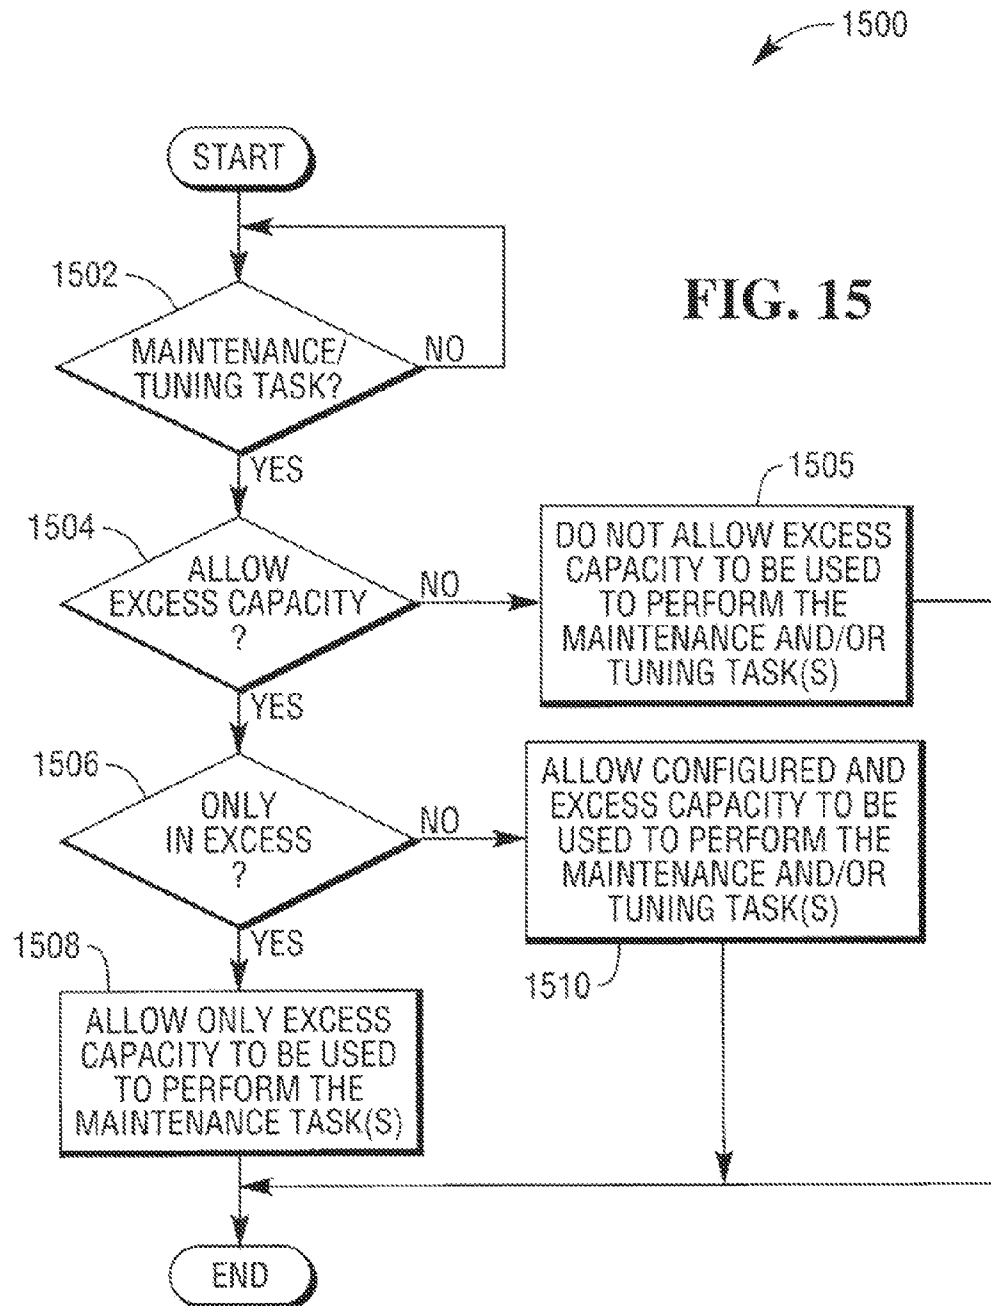 1500
START
1502
FIG. 15
MAINTENANCE/
TUNING TASK?
NO
YES
1505
1504
ALLOW
EXCESS CAPACITY
?
NO
DO NOT ALLOW EXCESS
CAPACITY TO BE USED
TO PERFORM THE
MAINTENANCE AND/OR
TUNING TASK(S)
YES
1506
ONLY
IN EXCESS
?
NO
ALLOW CONFIGURED AND
EXCESS CAPACITY TO BE
USED TO PERFORM THE
MAINTENANCE AND/OR
TUNING TASK(S)
YES
1508
1510
ALLOW ONLY EXCESS
CAPACITY TO BE USED
TO PERFORM THE
MAINTENANCE TASK(S)
END